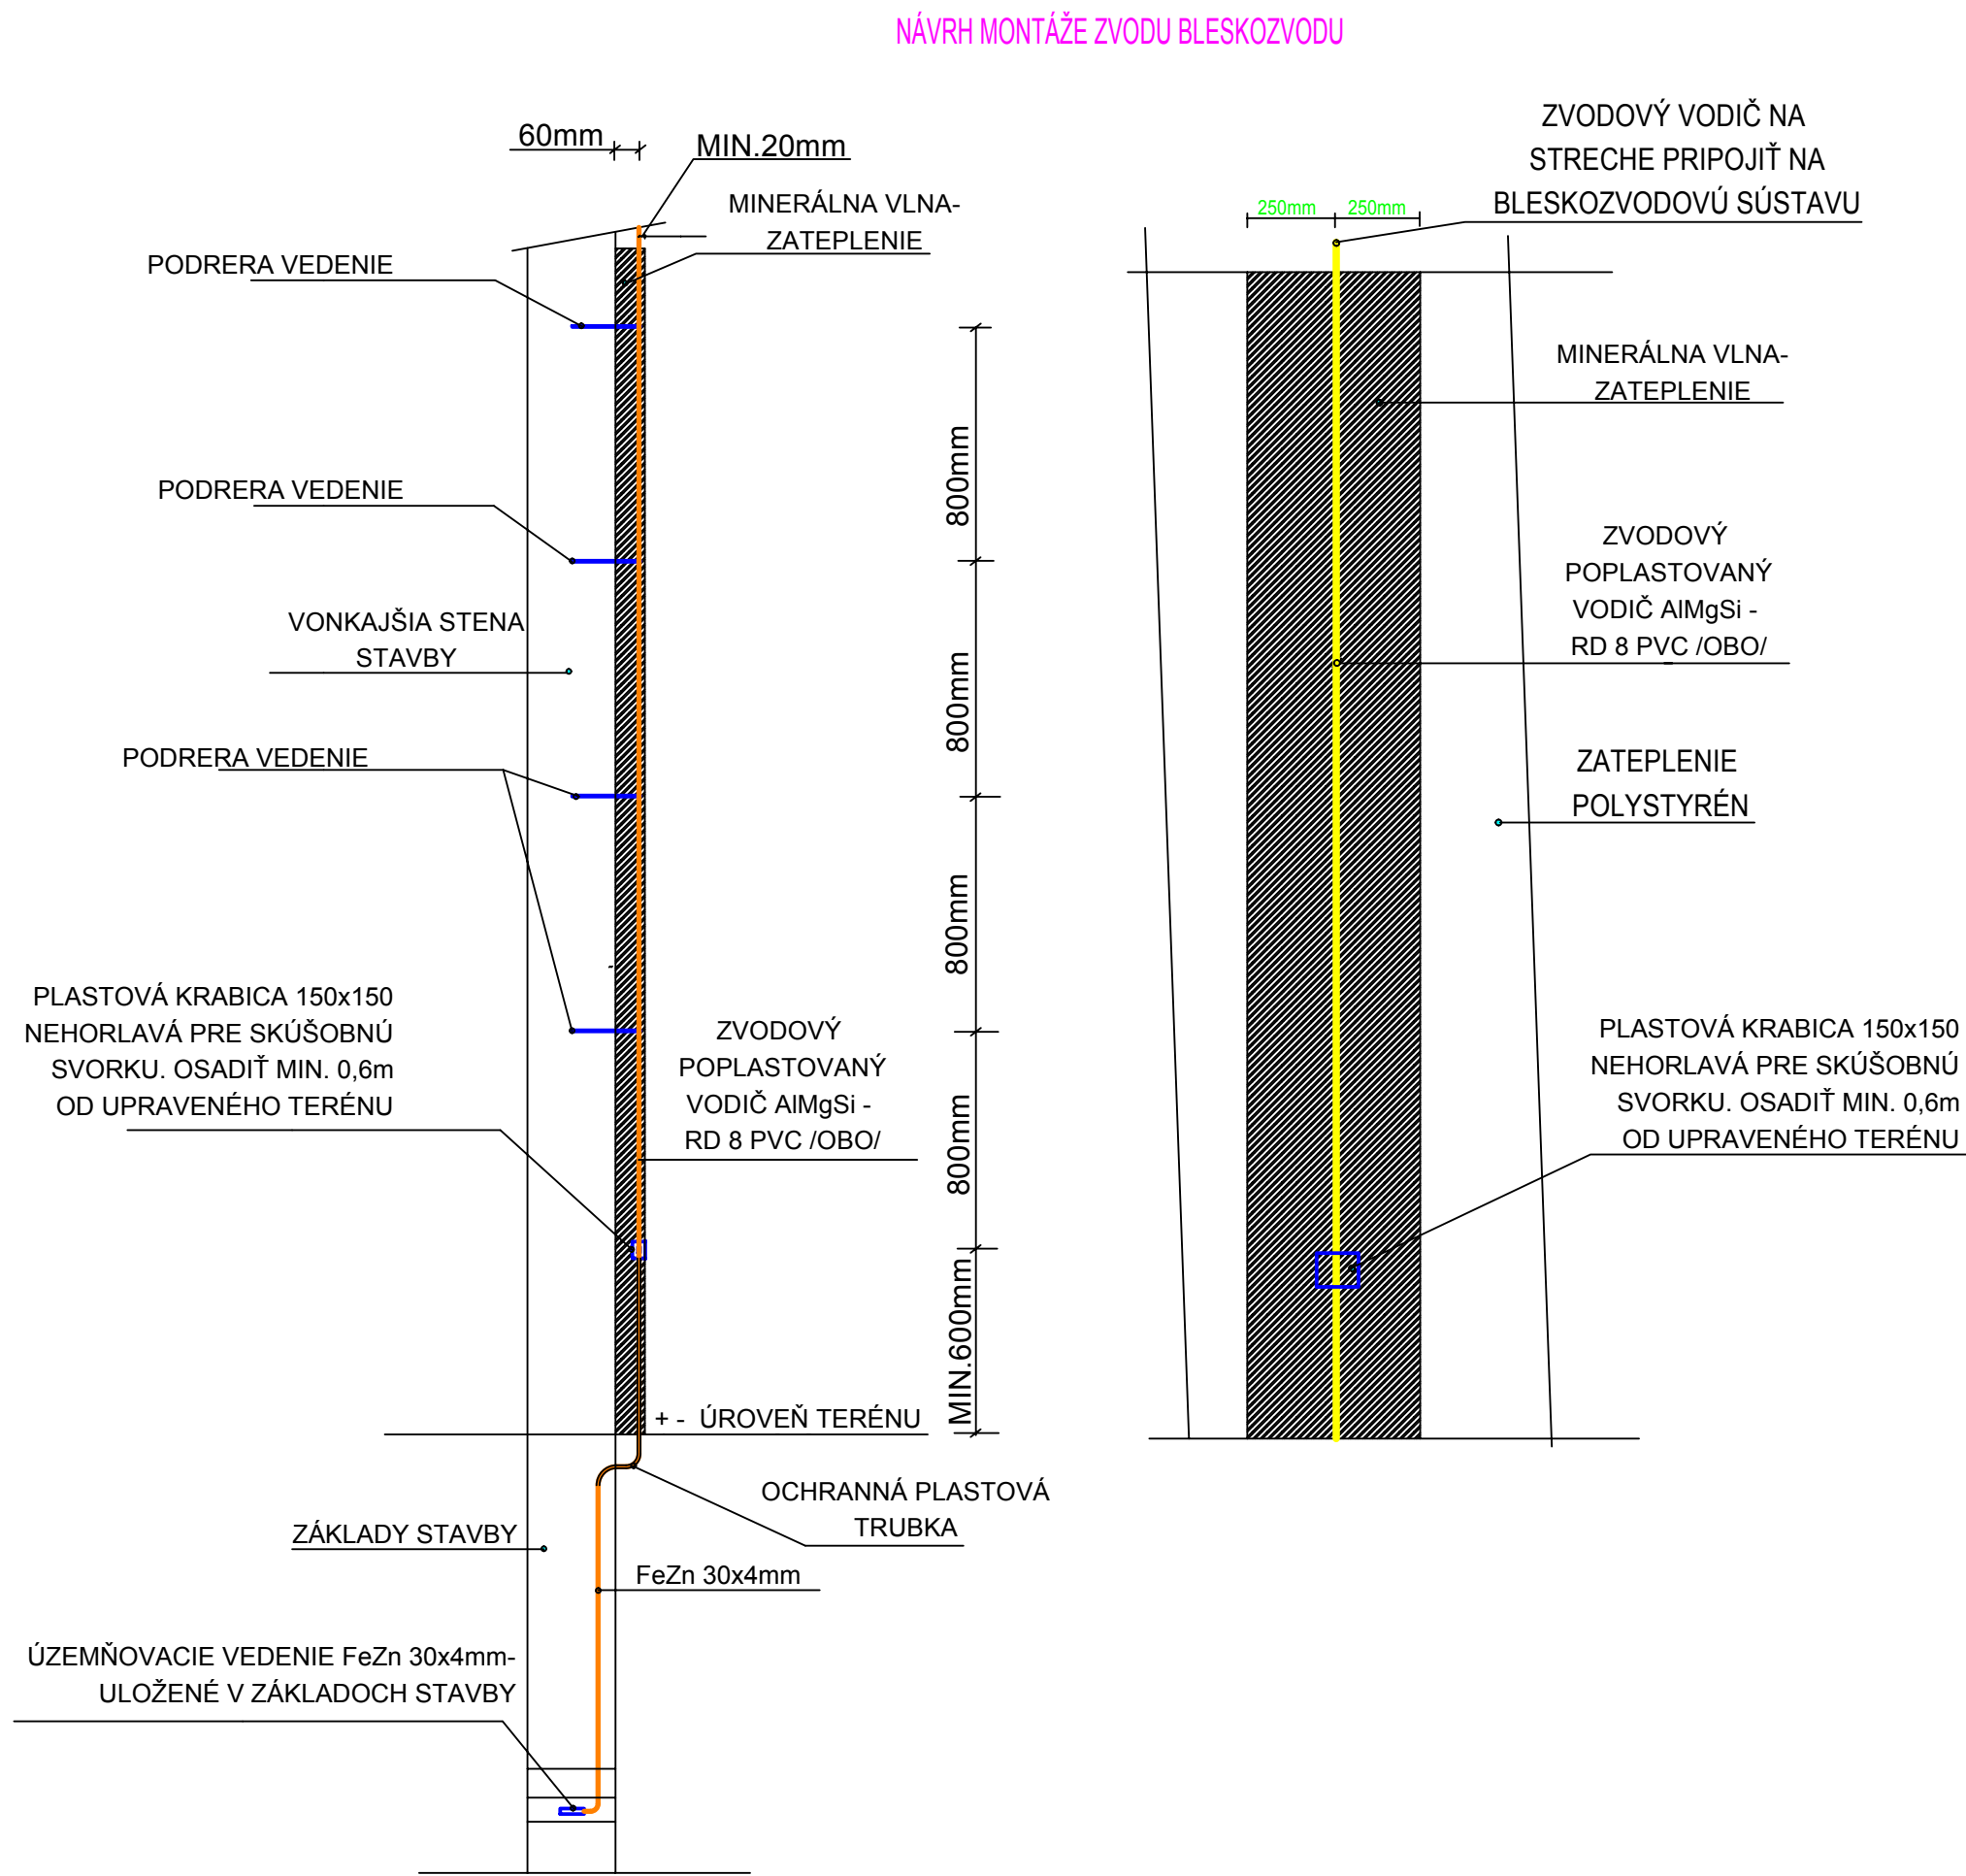 NÁVRH MONTÁŽE ZVODU BLESKOZVODU
60mm
MIN.20mm
MINERÁLNA VLNA-
ZATEPLENIE
PODRERA VEDENIE
PODRERA VEDENIE
VONKAJŠIA STENA
STAVBY
PODRERA VEDENIE
PLASTOVÁ KRABICA 150x150
NEHORLAVÁ PRE SKÚŠOBNÚ
SVORKU. OSADIŤ MIN. 0,6m
OD UPRAVENÉHO TERÉNU
ZVODOVÝ
POPLASTOVANÝ
VODIČ AlMgSi -
RD 8 PVC /OBO/
800mm
800mm
800mm
800mm
MIN.600mm
+ - ÚROVEŇ TERÉNU
OCHRANNÁ PLASTOVÁ
TRUBKA
ZÁKLADY STAVBY
FeZn 30x4mm
ÚZEMŇOVACIE VEDENIE FeZn 30x4mm-
ULOŽENÉ V ZÁKLADOCH STAVBY
ZVODOVÝ VODIČ NA
STRECHE PRIPOJIŤ NA
BLESKOZVODOVÚ SÚSTAVU
250mm
250mm
MINERÁLNA VLNA-
ZATEPLENIE
ZVODOVÝ
POPLASTOVANÝ
VODIČ AlMgSi -
RD 8 PVC /OBO/
ZATEPLENIE
POLYSTYRÉN
PLASTOVÁ KRABICA 150x150
NEHORLAVÁ PRE SKÚŠOBNÚ
SVORKU. OSADIŤ MIN. 0,6m
OD UPRAVENÉHO TERÉNU